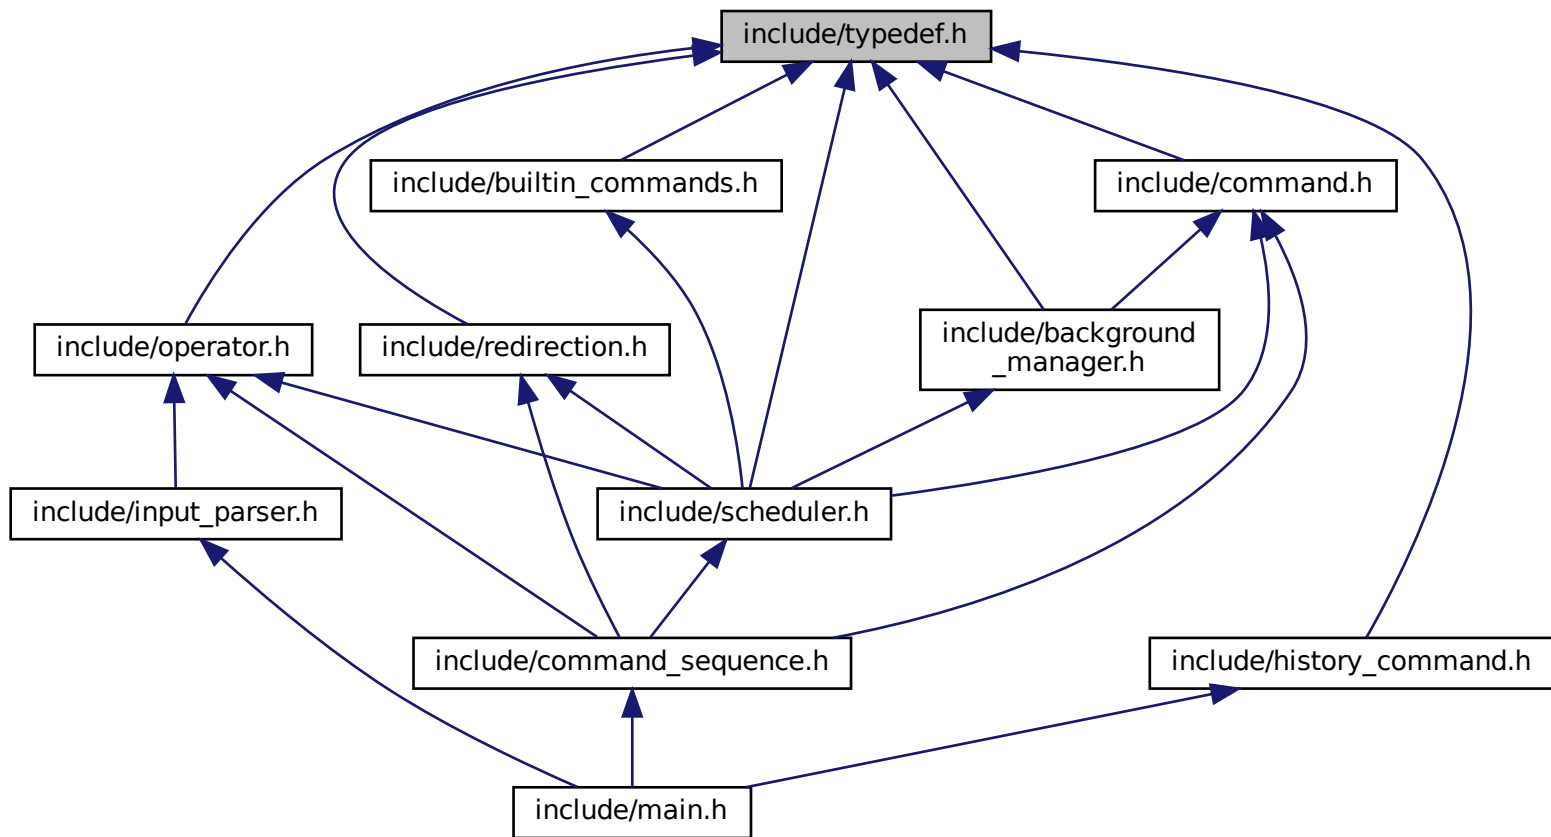 include/typedef.h
include/builtin_commands.h
include/command.h
include/operator.h
include/redirection.h
include/background
_manager.h
include/input_parser.h
include/scheduler.h
include/command_sequence.h
include/history_command.h
include/main.h